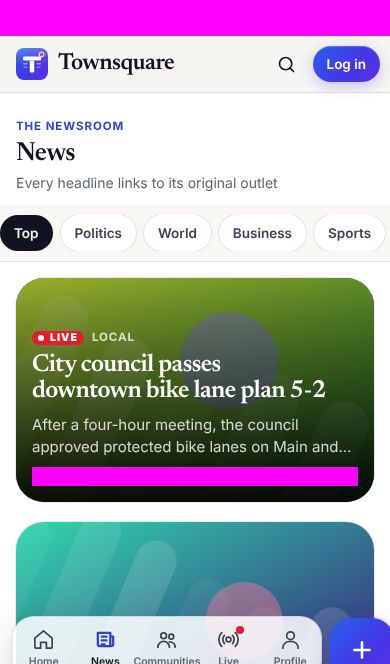 Townsquare
Log in
THE NEWSROOM
News
Every headline links to its original outlet
Top
Politics
World
Business
Sports
LIVE LOCAL
City council passes
downtown bike lane plan 5-2
After a four-hour meeting, the council
approved protected bike lanes on Main and...
Home
News
Communities
Live
Profile